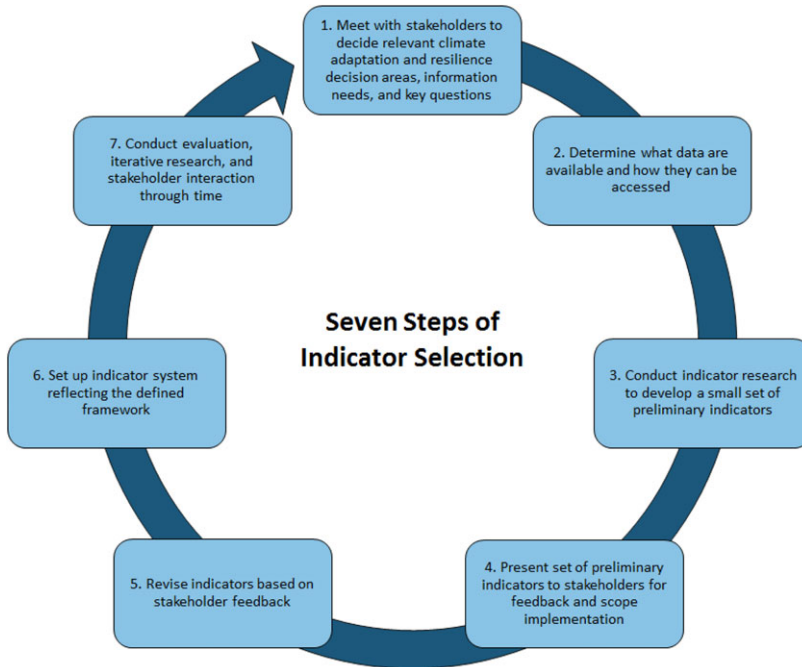 1. Meet with stakeholders to
decide relevant climate
adaptation and resilience
decision areas, information
needs, and key questions
2. Determine what data are
available and how they can be
accessed
3. Conduct indicator research
to develop a small set of
preliminary indicators
4. Present set of preliminary
indicators to stakeholders for
feedback and scope
implementation
5. Revise indicators based on
stakeholder feedback
6. Set up indicator system
reflecting the defined
framework
7. Conduct evaluation,
iterative research, and
stakeholder interaction
through time
Seven Steps of
Indicator Selection